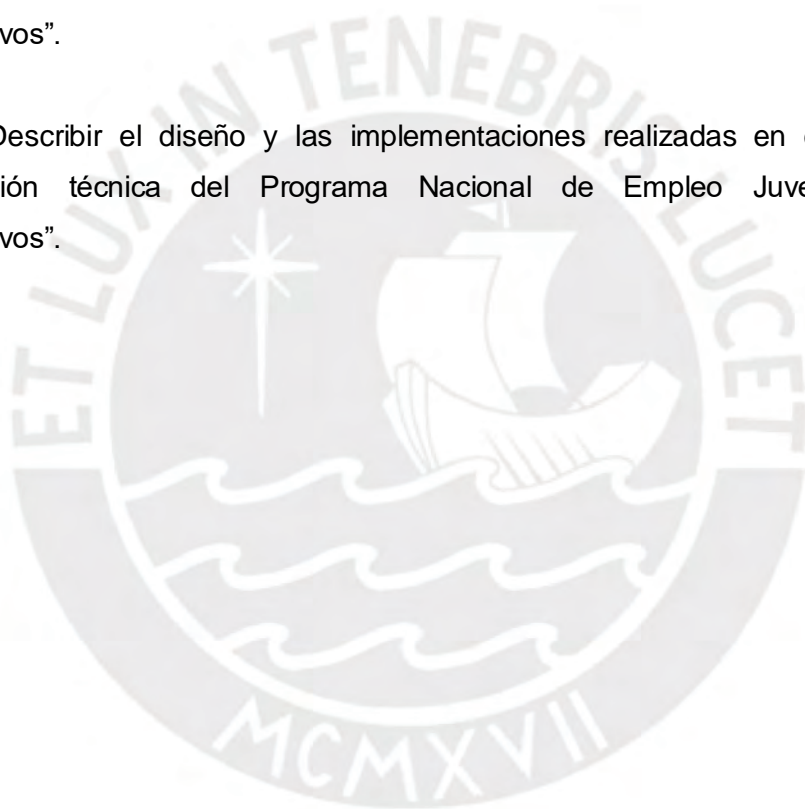 vos”.
Describir el diseño y las implementaciones realizadas en
ión técnica del Programa Nacional de Empleo
vos”.
ET LUX IN TENEBRIS LUCET
MCMXVII